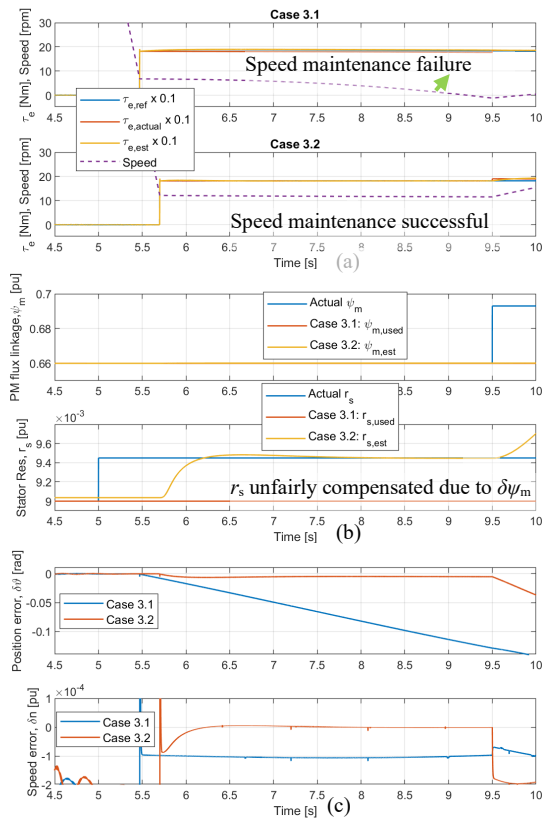 Case 3.1
τe [Nm], Speed [rpm]
30
20
10
0
Speed maintenance failure
4.5 5 5.5 6 6.5 7 7.5 8 8.5 9 9.5 10
τe,ref x 0.1
τe,actual x 0.1
τe,est x 0.1
Speed
Case 3.2
τe [Nm], Speed [rpm]
30
20
10
0
Speed maintenance successful
4.5 5 5.5 6 6.5 7 7.5 8 8.5 9 9.5 10
Time [s]
(a)
PM flux linkage,ψm [pu]
0.7
0.66
Actual ψm
Case 3.1: ψm,used
Case 3.2: ψm,est
4.5 5 5.5 6 6.5 7 7.5 8 8.5 9 9.5 10
Stator Res, rs [pu]
×10⁻³
9.6
9.4
9.2
9
Actual rs
Case 3.1: rs,used
Case 3.2: rs,est
rs unfairly compensated due to δψm
4.5 5 5.5 6 6.5 7 7.5 8 8.5 9 9.5 10
Time [s]
(b)
Position error, δϑ [rad]
0
-0.05
-0.1
Case 3.1
Case 3.2
4.5 5 5.5 6 6.5 7 7.5 8 8.5 9 9.5 10
Speed error, δn [pu]
×10⁻⁴
1
0
-1
-2
Case 3.1
Case 3.2
4.5 5 5.5 6 6.5 7 7.5 8 8.5 9 9.5 10
Time [s]
(c)